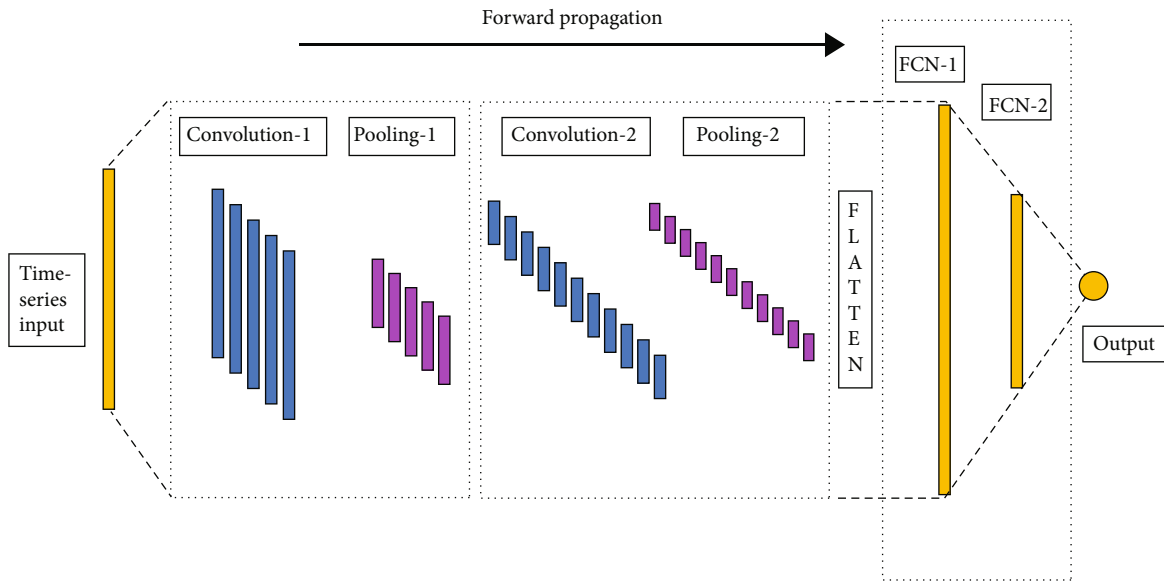 Forward propagation
FCN-1
FCN-2
Convolution-1
Pooling-1
Convolution-2
Pooling-2
Time-
series
input
F
L
A
T
T
E
N
Output